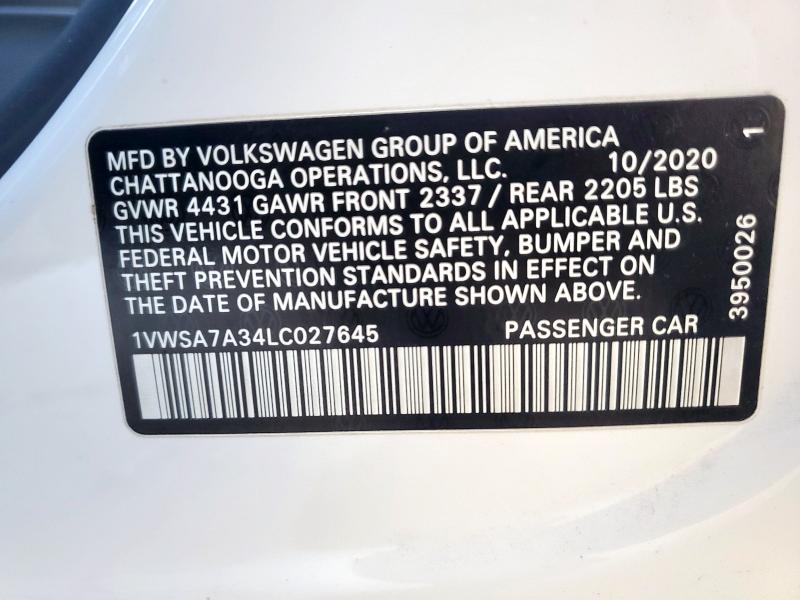 MFD BY VOLKSWAGEN GROUP OF AMERICA
CHATTANOOGA OPERATIONS, LLC. 10/2020
GVWR 4431 GAWR FRONT 2337 / REAR 2205 LBS
THIS VEHICLE CONFORMS TO ALL APPLICABLE U.S.
FEDERAL MOTOR VEHICLE SAFETY, BUMPER AND
THEFT PREVENTION STANDARDS IN EFFECT ON
THE DATE OF MANUFACTURE SHOWN ABOVE.
1VWSA7A34LC027645 PASSENGER CAR
3950026 1